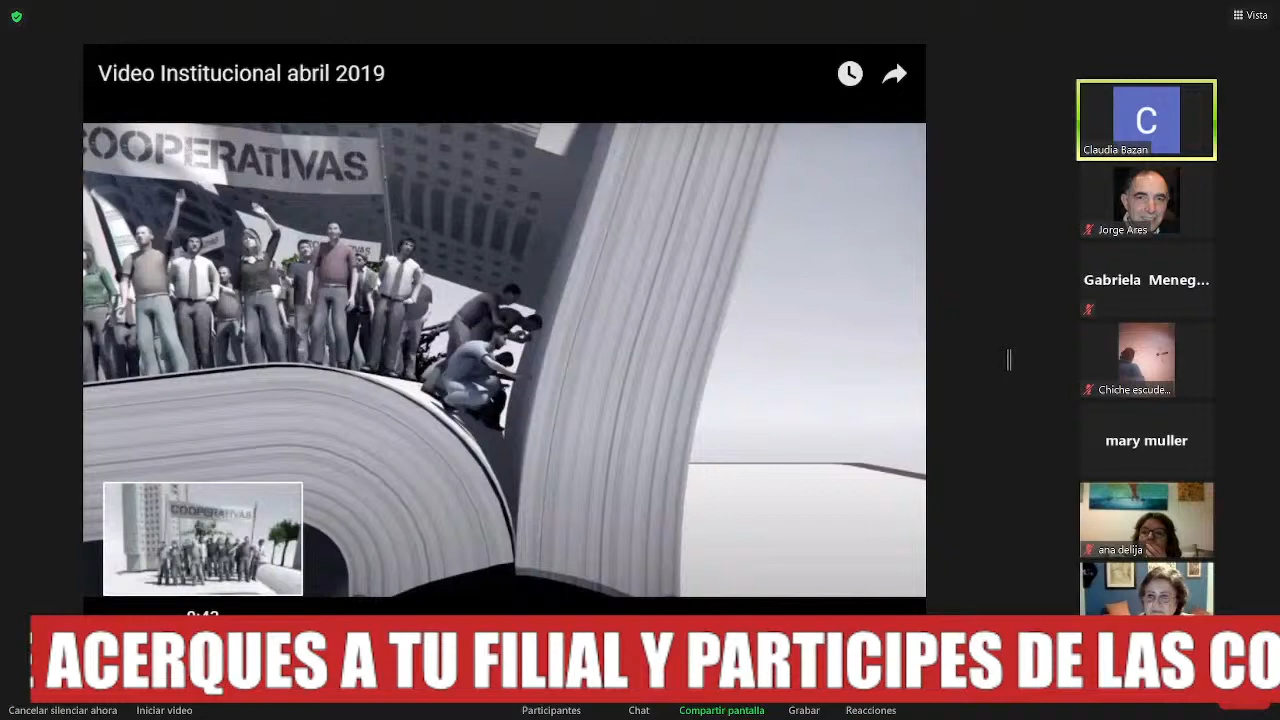 Vista
Video Institucional abril 2019
COOPERATIVAS
C
Claudia Bazan
Jorge Ares
Gabriela Meneg...
Chiche escude...
mary muller
ana delija
COOPERATIVAS
ACERQUES A TU FILIAL Y PARTICIPES DE LAS CO
Cancelar silenciar ahora
Iniciar video
Participantes
Chat
Compartir pantalla
Grabar
Reacciones